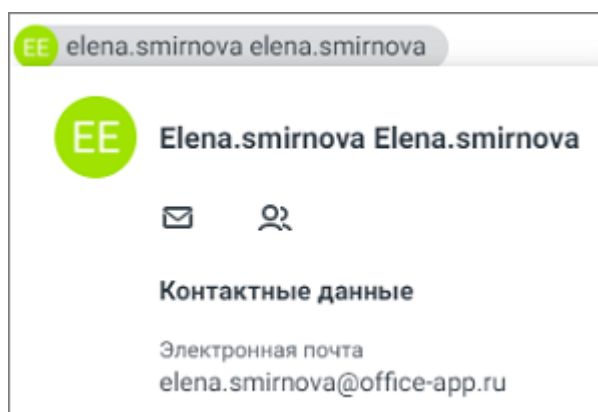 EE elena.smirnova elena.smirnova
EE Elena.smirnova Elena.smirnova
Контактные данные
Электронная почта
elena.smirnova@office-app.ru